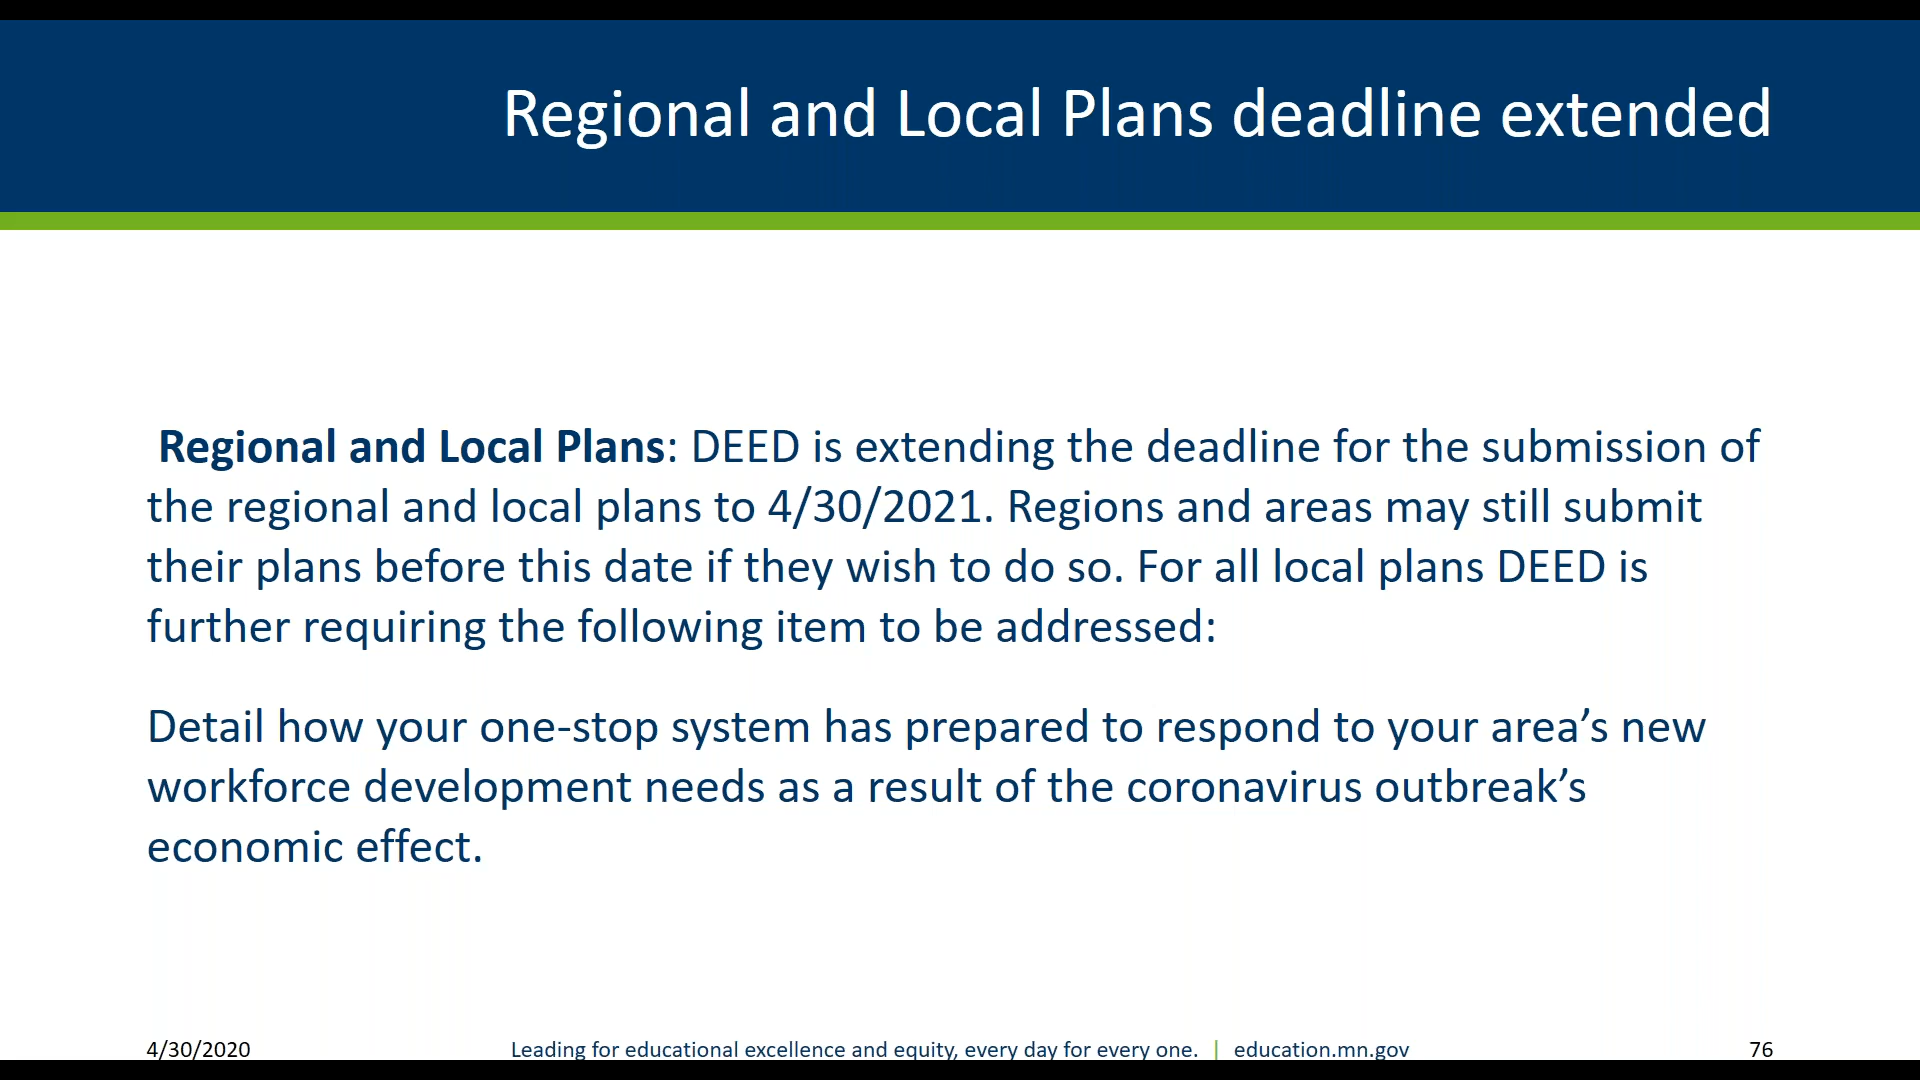 Regional and Local Plans deadline extended
Regional and Local Plans: DEED is extending the deadline for the submission of
the regional and local plans to 4/30/2021. Regions and areas may still submit
their plans before this date if they wish to do so. For all local plans DEED is
further requiring the following item to be addressed:
Detail how your one-stop system has prepared to respond to your area’s new
workforce development needs as a result of the coronavirus outbreak’s
economic effect.
4/30/2020 Leading for educational excellence and equity, every day for every one. | education.mn.gov 76